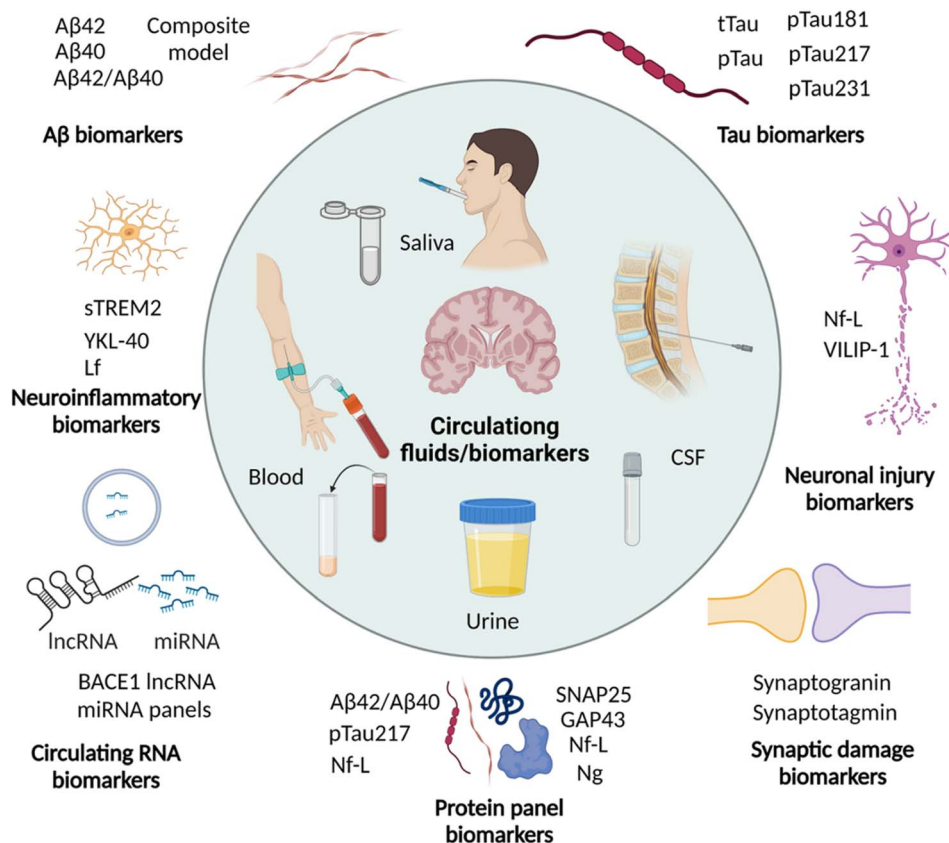 Aβ42
Aβ40
Aβ42/Aβ40
Composite
model
Aβ biomarkers
tTau
pTau
pTau181
pTau217
pTau231
Tau biomarkers
sTREM2
YKL-40
Lf
Neuroinflammatory
biomarkers
Saliva
Circulationg
fluids/biomarkers
Blood
CSF
Urine
Nf-L
VILIP-1
Neuronal injury
biomarkers
lncRNA
miRNA
BACE1 lncRNA
miRNA panels
Circulating RNA
biomarkers
Aβ42/Aβ40
pTau217
Nf-L
SNAP25
GAP43
Nf-L
Ng
Protein panel
biomarkers
Synaptogranin
Synaptotagmin
Synaptic damage
biomarkers